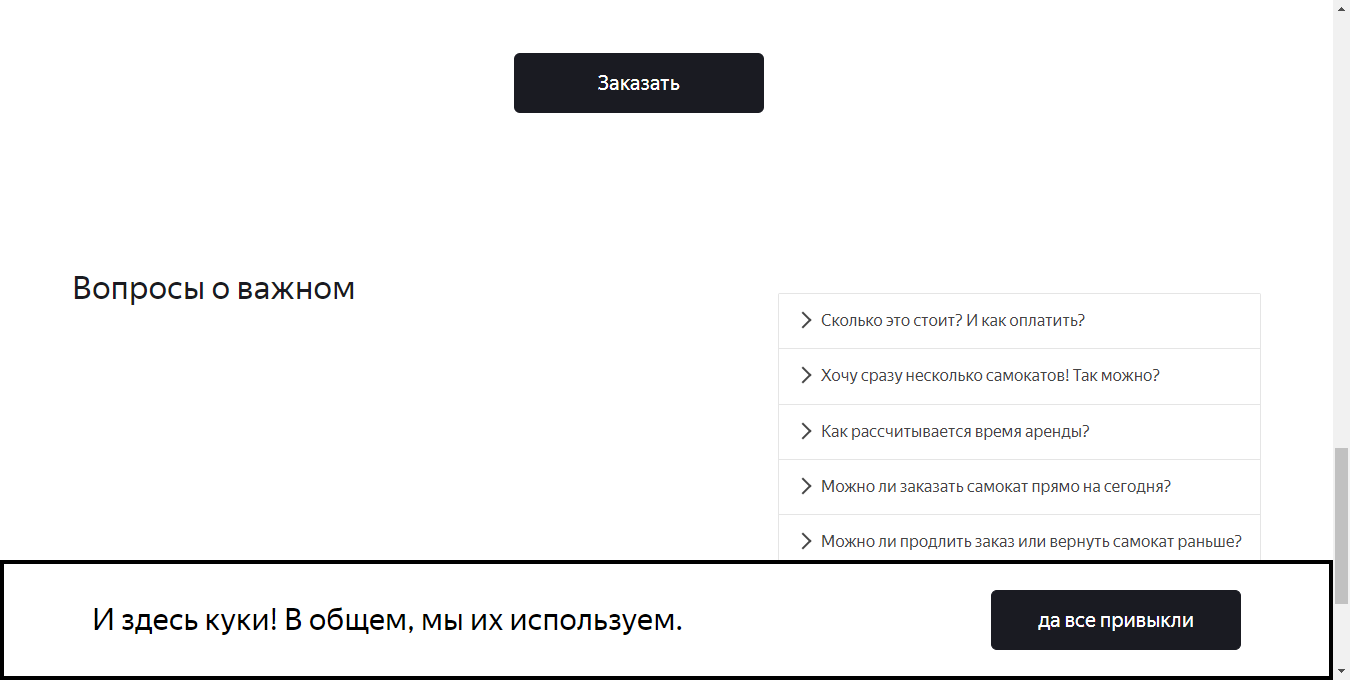 Заказать
Вопросы о важном
Сколько это стоит? И как оплатить?
Хочу сразу несколько самокатов! Так можно?
Как рассчитывается время аренды?
Можно ли заказать самокат прямо на сегодня?
Можно ли продлить заказ или вернуть самокат раньше?
И здесь куки! В общем, мы их используем.
да все привыкли